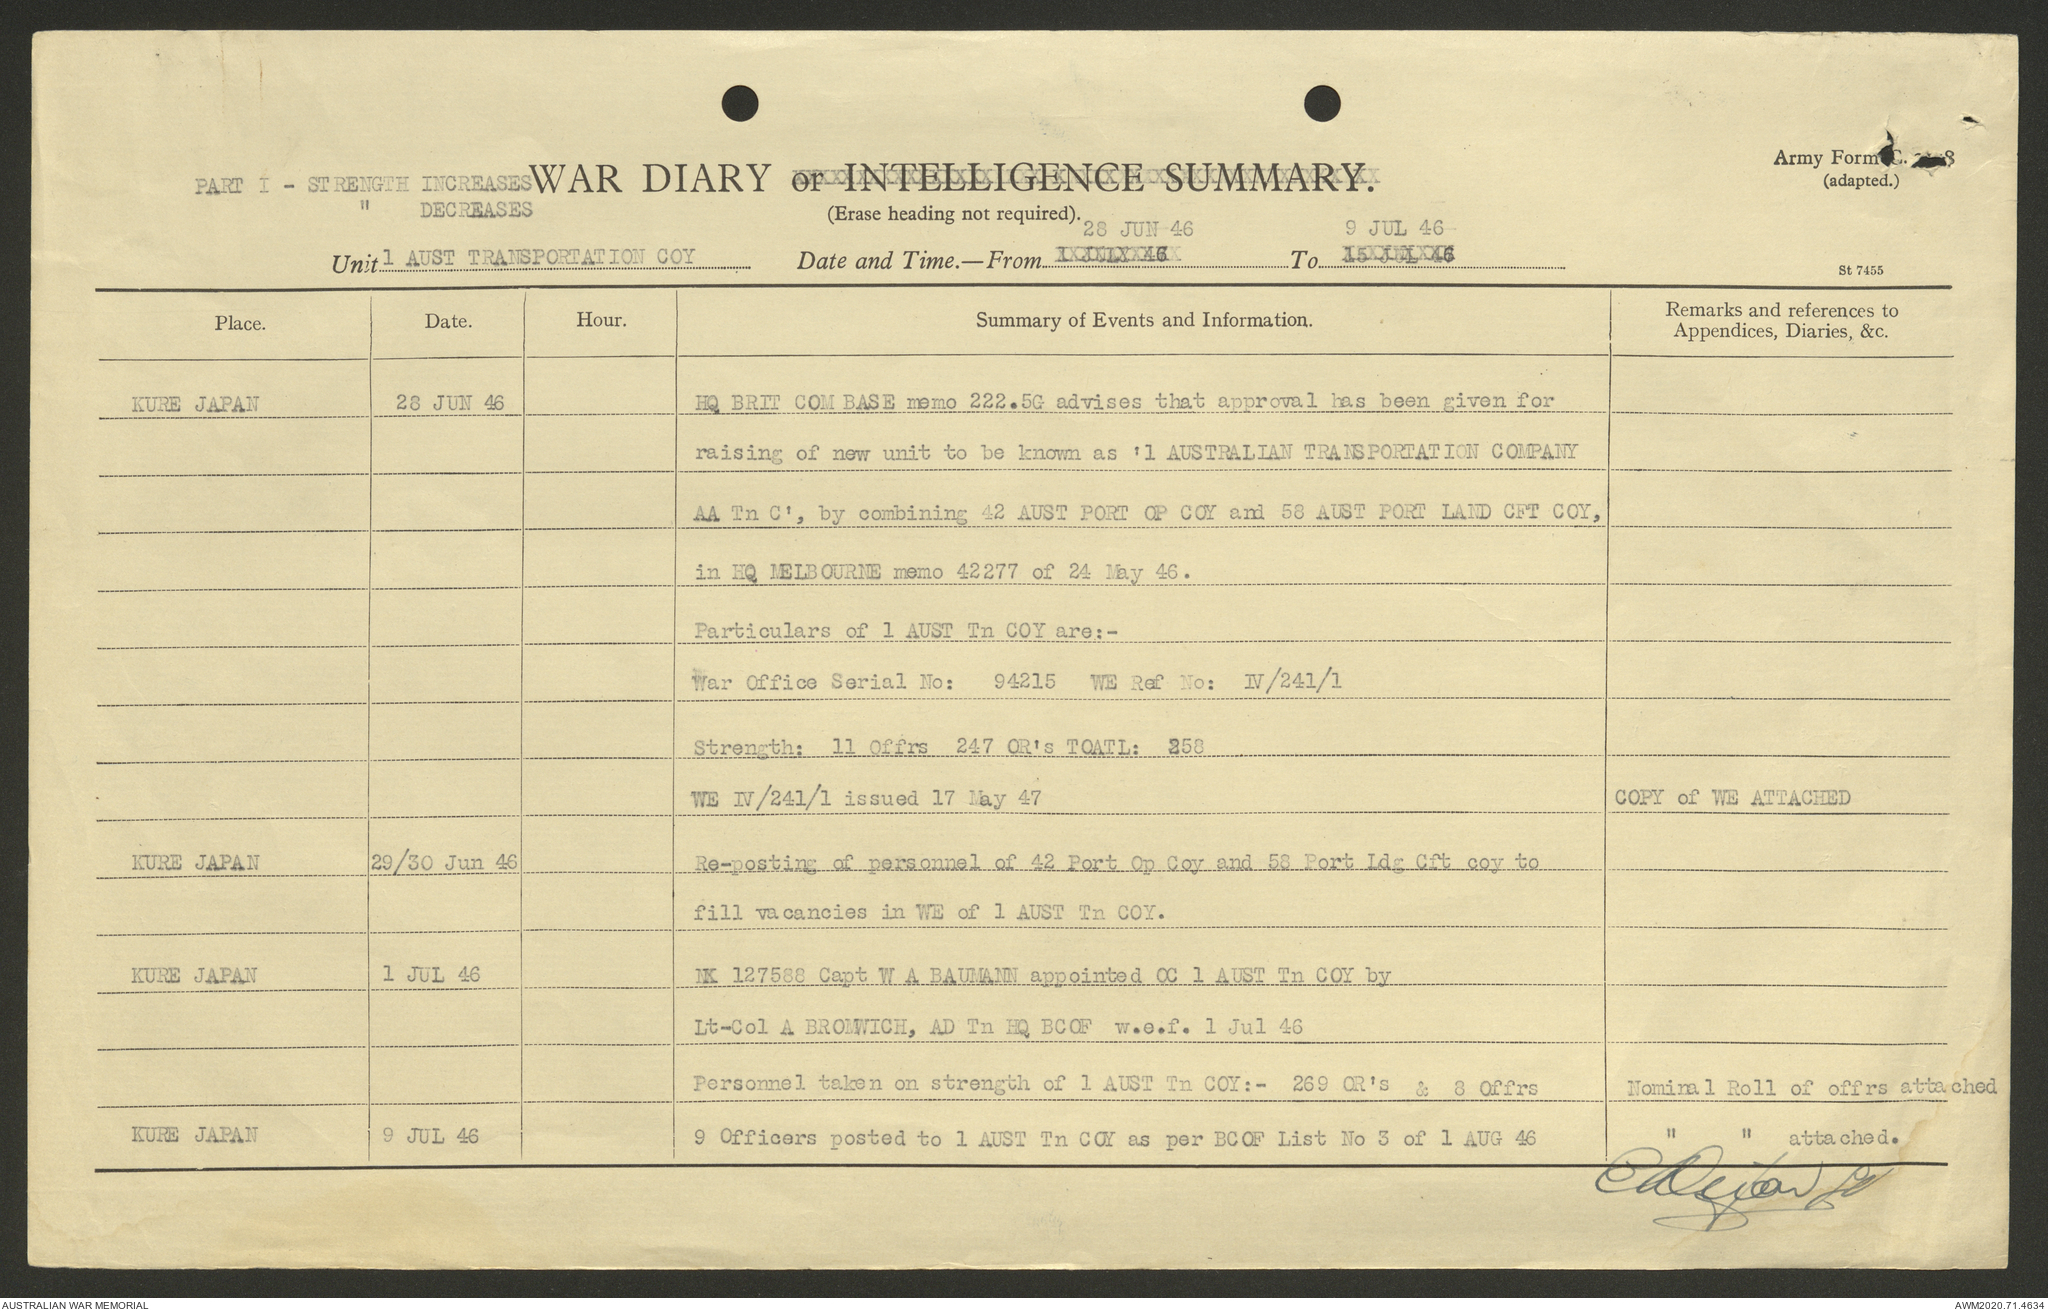 PART I - STRENGTH INCREASES WAR DIARY or INTELLIGENCE SUMMARY.
" DECREASES
Army Form C.
(adapted.)
(Erase heading not required).
28 JUN 46 9 JUL 46
Unit 1 AUST TRANSPORTATION COY Date and Time.—From 1 JUL 46 To 15 JUL 46
St 7455
Place. Date. Hour. Summary of Events and Information. Remarks and references to
Appendices, Diaries, &c.
KURE JAPAN 28 JUN 46 HQ BRIT COM BASE memo 222.5G advises that approval has been given for
raising of new unit to be known as '1 AUSTRALIAN TRANSPORTATION COMPANY
AA Tn C', by combining 42 AUST PORT OP COY and 58 AUST PORT LAND CFT COY,
in HQ MELBOURNE memo 42277 of 24 May 46.
Particulars of 1 AUST Tn COY are:-
War Office Serial No: 94215 WE Ref No: IV/241/1
Strength: 11 Offrs 247 OR's TOATL: 258
WE IV/241/1 issued 17 May 47 COPY of WE ATTACHED
KURE JAPAN 29/30 Jun 46 Re-posting of personnel of 42 Port Op Coy and 58 Port Ldg Cft coy to
fill vacancies in WE of 1 AUST Tn COY.
KURE JAPAN 1 JUL 46 NX 127588 Capt W A BAUMANN appointed OC 1 AUST Tn COY by
Lt-Col A BROMWICH, AD Tn HQ BCOF w.e.f. 1 Jul 46
Personnel taken on strength of 1 AUST Tn COY:- 269 OR's & 8 Offrs Nominal Roll of offrs attached
KURE JAPAN 9 JUL 46 9 Officers posted to 1 AUST Tn COY as per BCOF List No 3 of 1 AUG 46 " " attached.
AUSTRALIAN WAR MEMORIAL AWM2020.71.4634